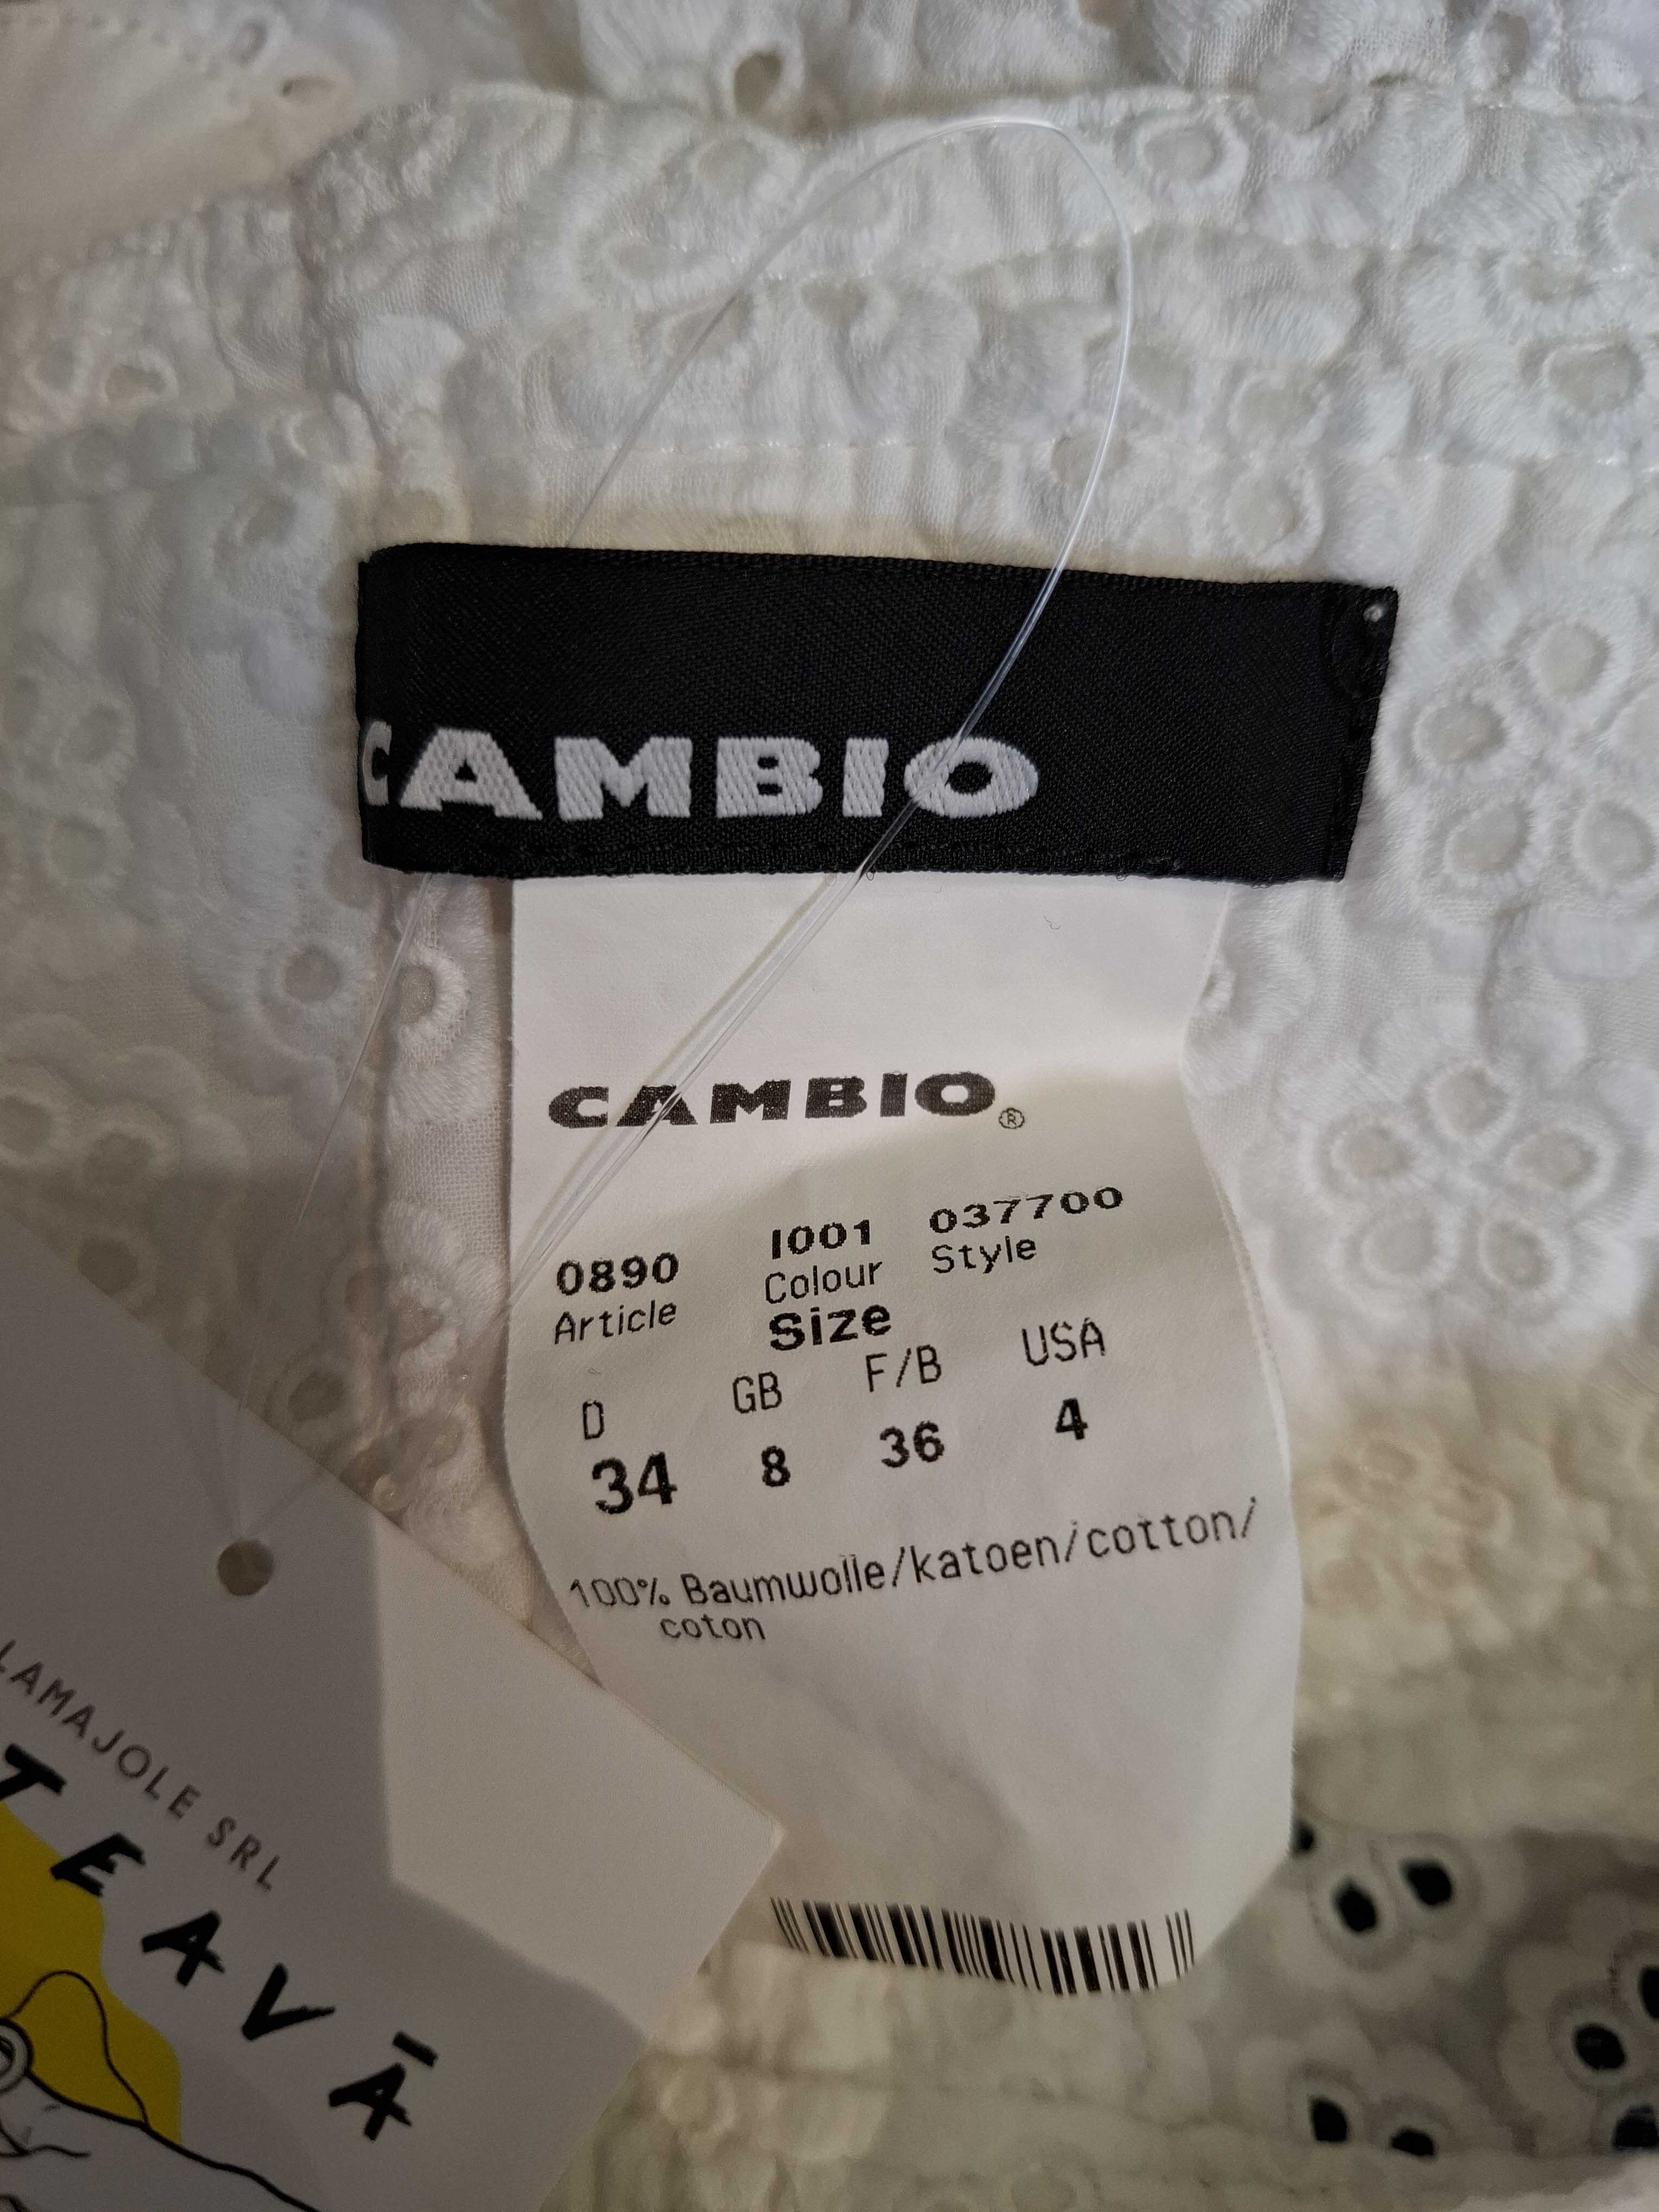 CAMBIO
CAMBIO®
0890 I001 037700
Article Colour Style
Size
D GB F/B USA
34 8 36 4
100% Baumwolle/katoen/cotton/
coton
LAMAJOLE SRL
TEAVĀ